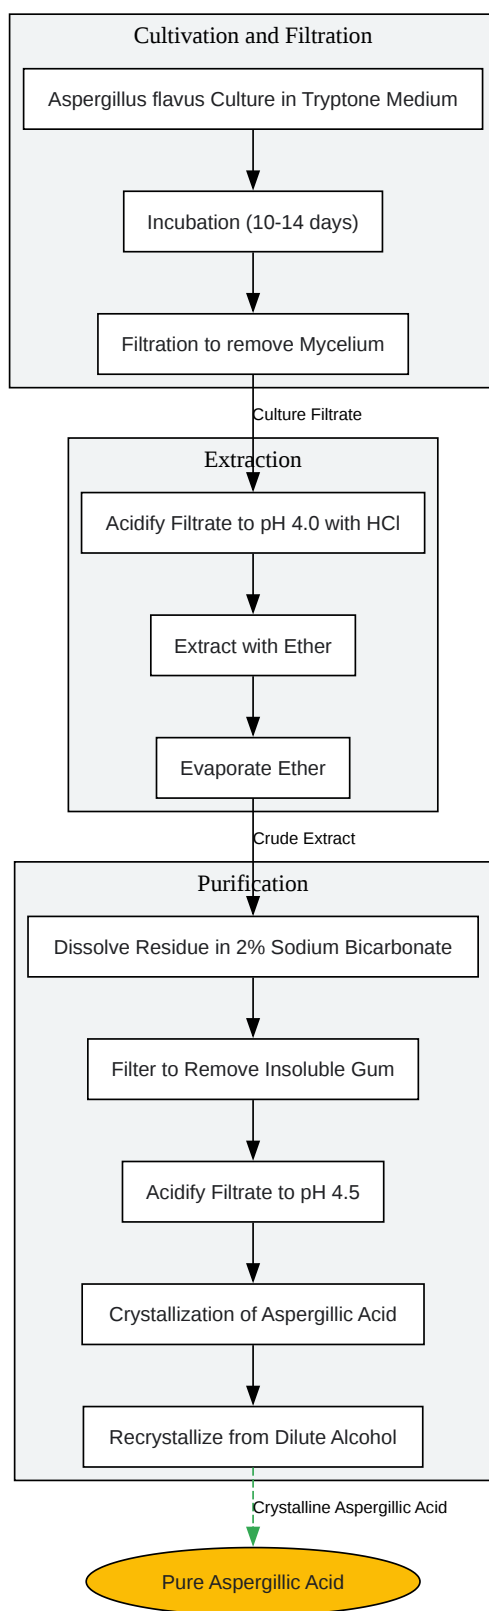 Cultivation and Filtration
Aspergillus flavus Culture in Tryptone Medium
Incubation (10-14 days)
Filtration to remove Mycelium
Culture Filtrate
Extraction
Acidify Filtrate to pH 4.0 with HCl
Extract with Ether
Evaporate Ether
Crude Extract
Purification
Dissolve Residue in 2% Sodium Bicarbonate
Filter to Remove Insoluble Gum
Acidify Filtrate to pH 4.5
Crystallization of Aspergillic Acid
Recrystallize from Dilute Alcohol
Crystalline Aspergillic Acid
Pure Aspergillic Acid